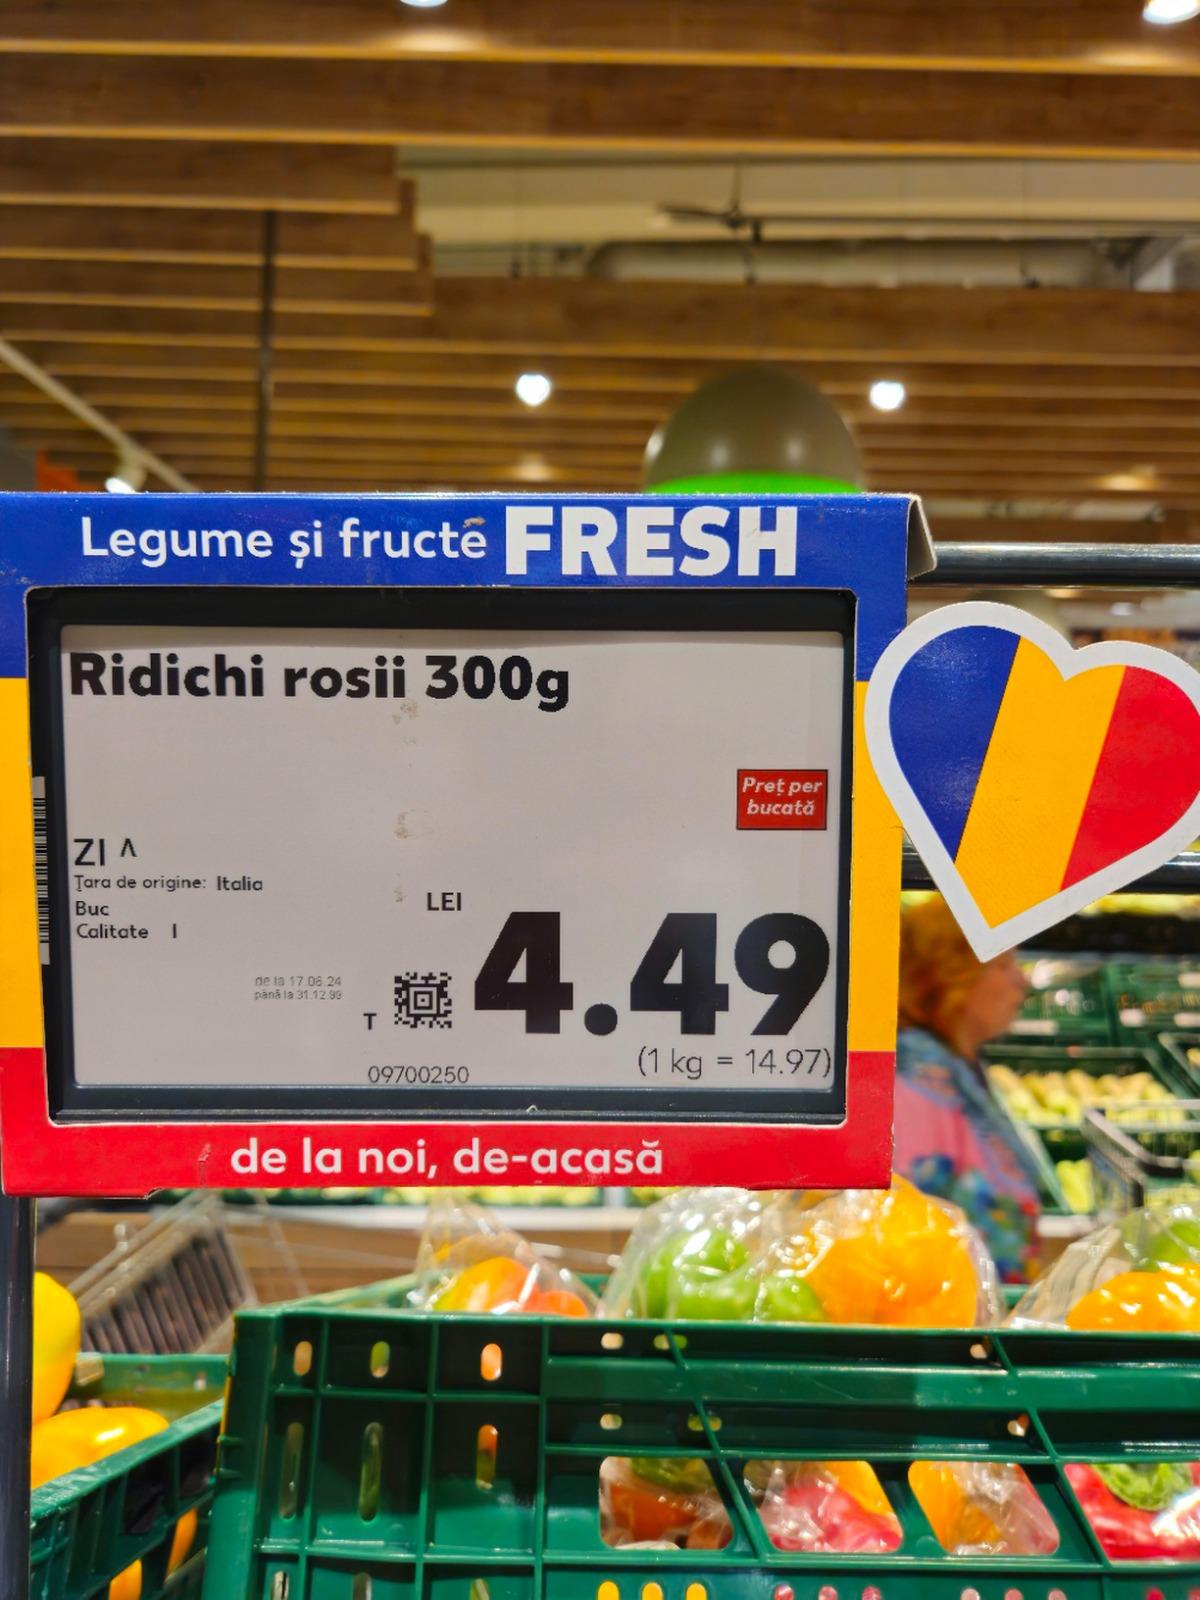 Legume și fructe FRESH
Ridichi rosii 300g
Preț per
bucată
ZI ^
Țara de origine: Italia
Buc
Calitate I
LEI
4.49
de la 17.06.24
până la 31.12.99
T
(1 kg = 14.97)
09700250
de la noi, de-acasă